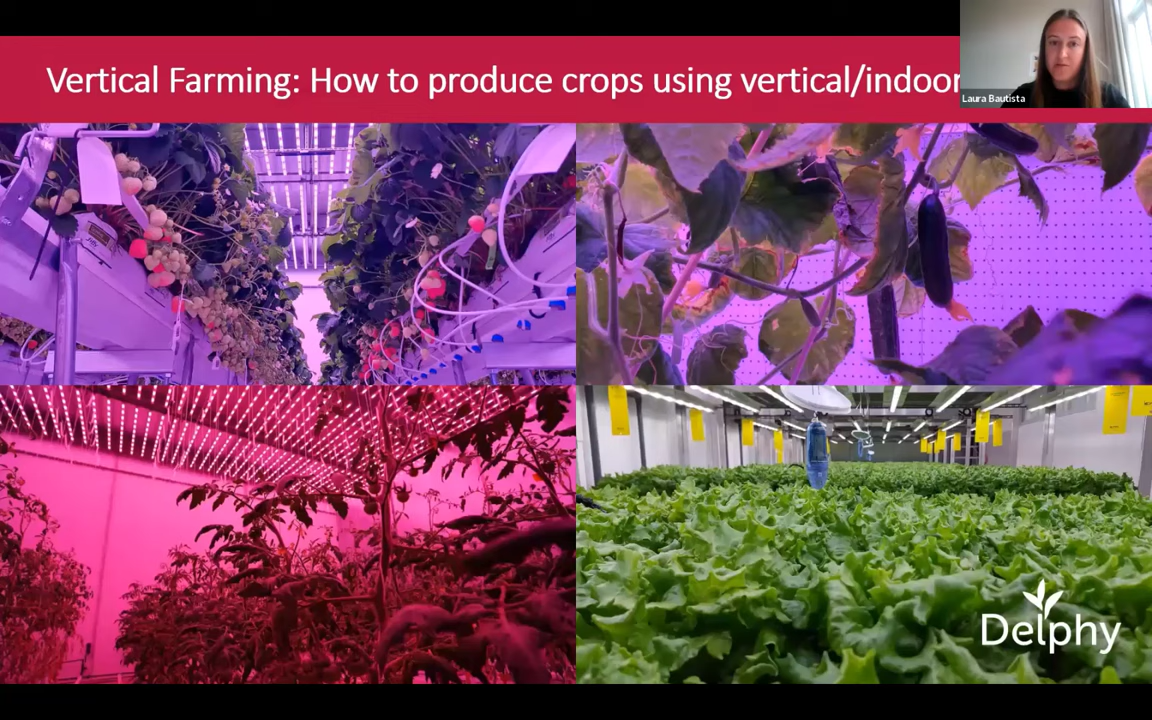 Vertical Farming: How to produce crops using vertical/indoor
Laura Bautista
Delphy